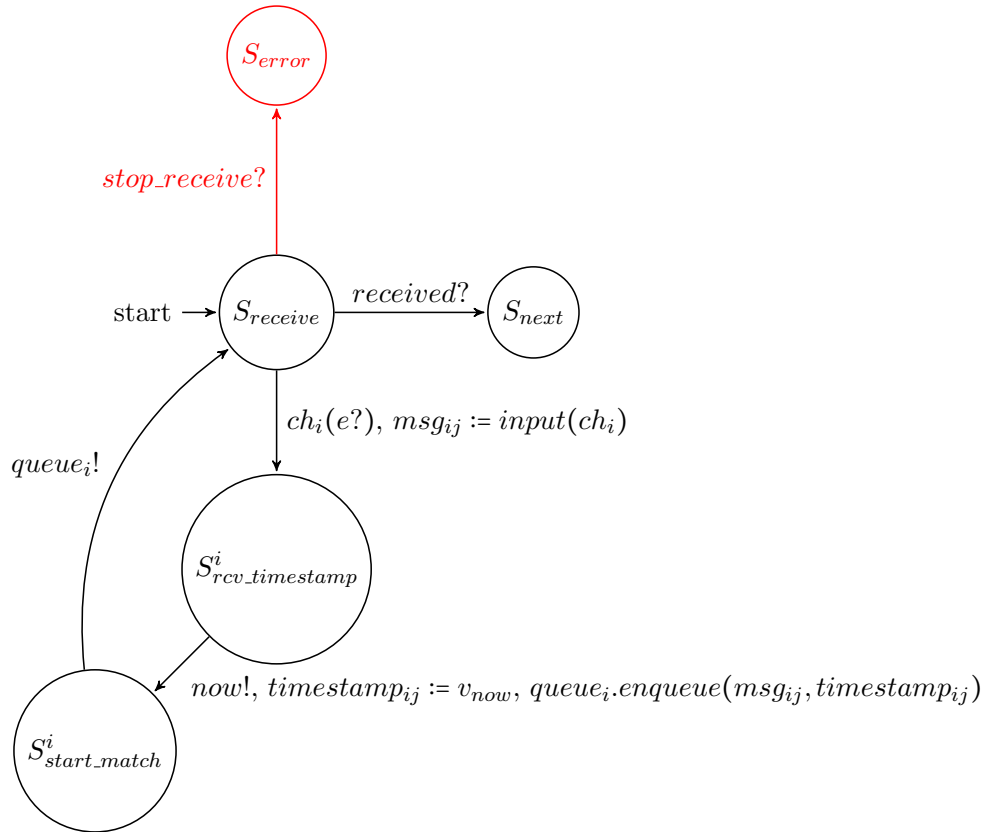 S_error
stop_receive?
received?
start
S_receive
S_next
ch_i(e?), msg_ij := input(ch_i)
queue_i!
S^i_rcv_timestamp
now!, timestamp_ij := v_now, queue_i.enqueue(msg_ij, timestamp_ij)
S^i_start_match